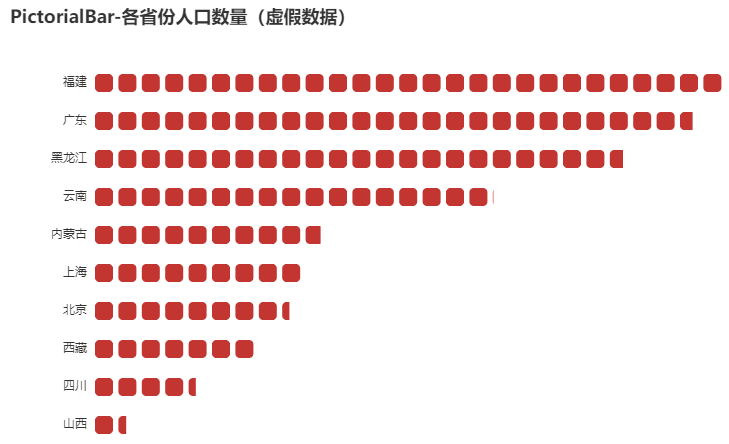 PictorialBar-各省份人口数量（虚假数据）
福建
广东
黑龙江
云南
内蒙古
上海
北京
西藏
四川
山西